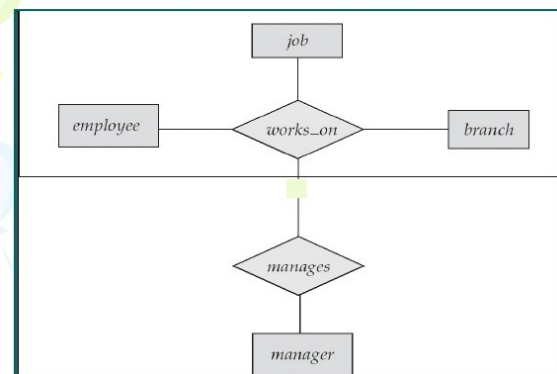 job
employee
works_on
branch
manages
manager